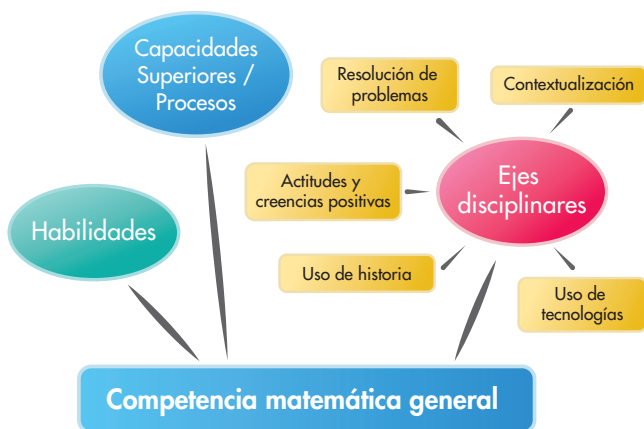 Capacidades
Superiores /
Procesos
Resolución de
problemas
Contextualización
Actitudes y
creencias positivas
Ejes
disciplinares
Habilidades
Uso de historia
Uso de
tecnologías
Competencia matemática general